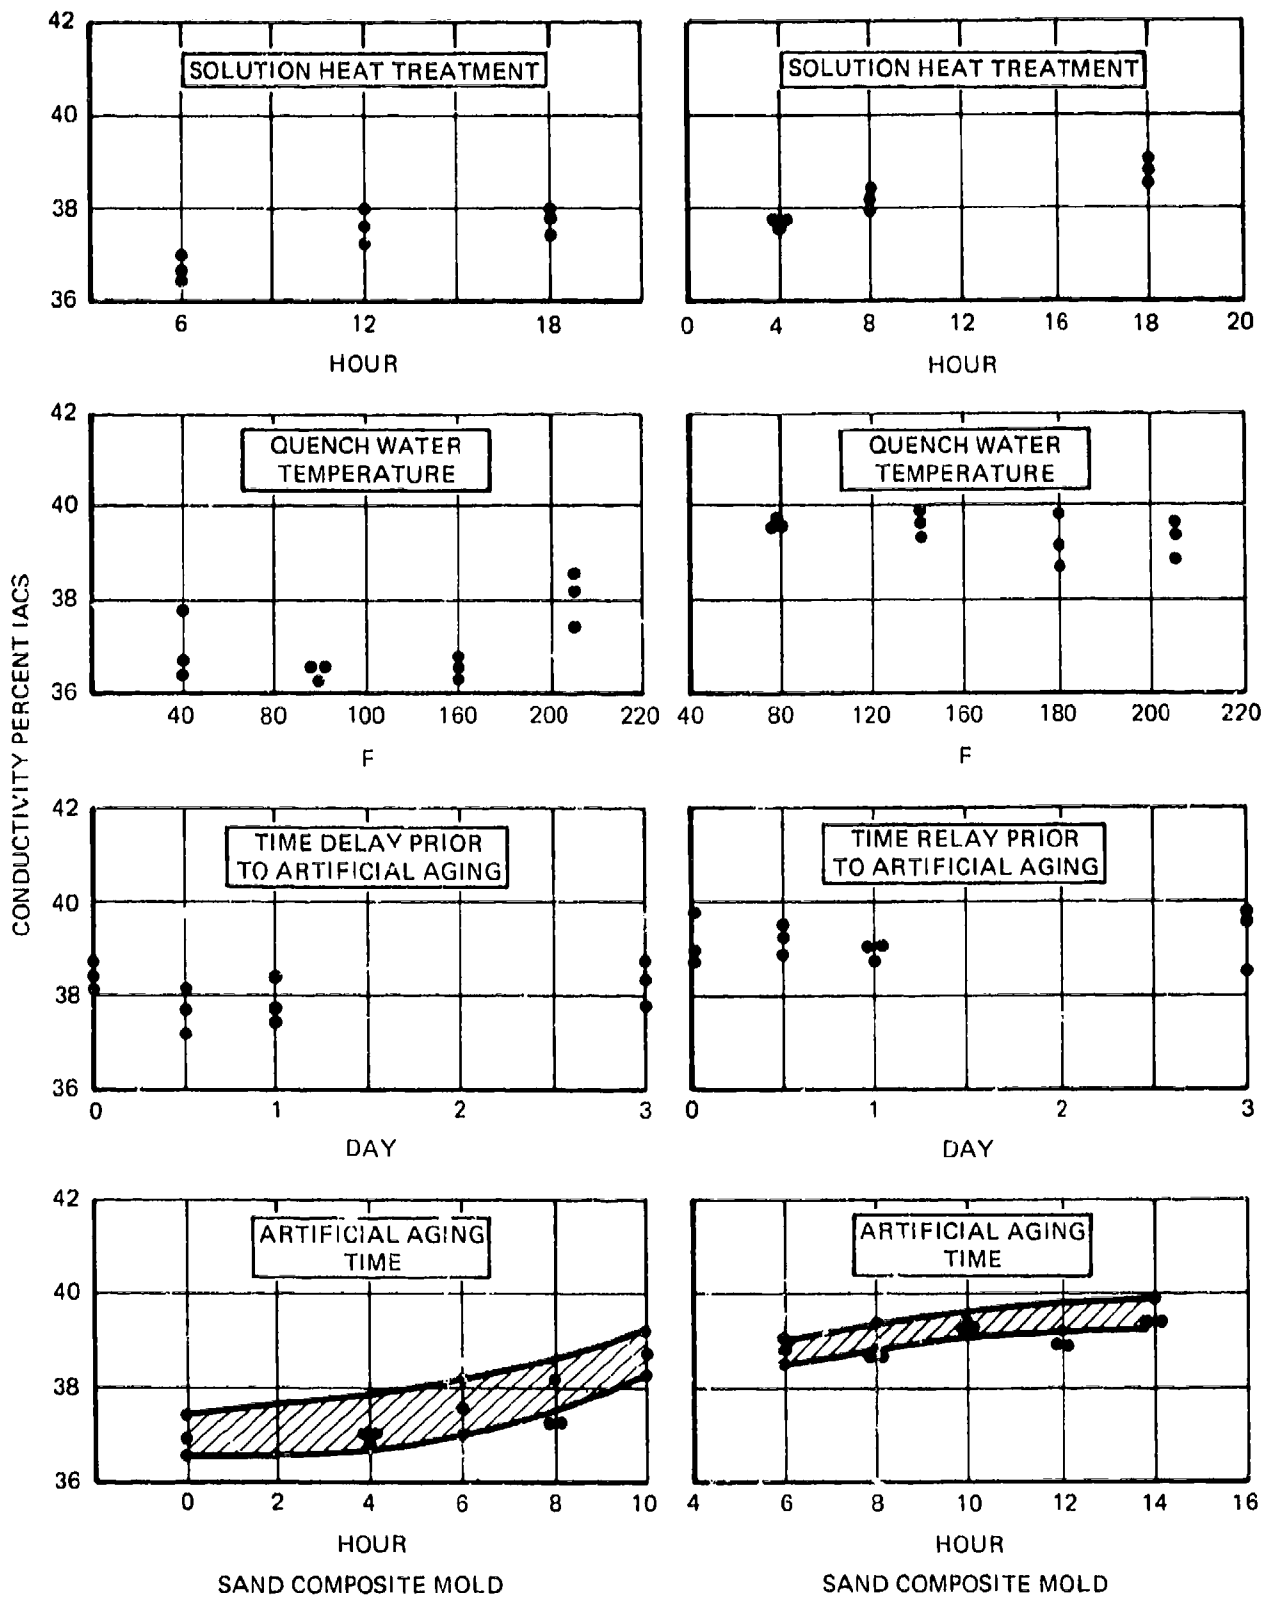 42
40
38
36
SOLUTION HEAT TREATMENT
6 12 18
HOUR
SOLUTION HEAT TREATMENT
0 4 8 12 16 18 20
HOUR
42
40
38
36
QUENCH WATER
TEMPERATURE
40 80 100 160 200 220
F
QUENCH WATER
TEMPERATURE
40 80 120 160 180 200 220
F
CONDUCTIVITY PERCENT IACS
42
40
38
36
TIME DELAY PRIOR
TO ARTIFICIAL AGING
0 1 2 3
DAY
TIME RELAY PRIOR
TO ARTIFICIAL AGING
0 1 2 3
DAY
42
40
38
36
ARTIFICIAL AGING
TIME
0 2 4 6 8 10
HOUR
SAND COMPOSITE MOLD
ARTIFICIAL AGING
TIME
4 6 8 10 12 14 16
HOUR
SAND COMPOSITE MOLD